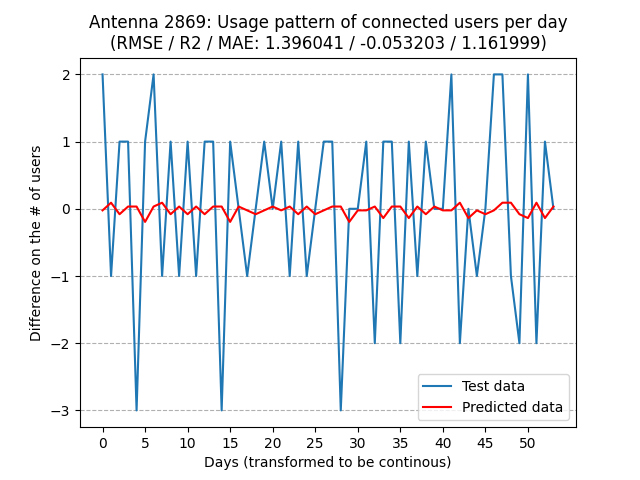 Antenna 2869: Usage pattern of connected users per day
(RMSE / R2 / MAE: 1.396041 / -0.053203 / 1.161999)
Difference on the # of users
2
1
0
−1
−2
−3
Test data
Predicted data
0 5 10 15 20 25 30 35 40 45 50
Days (transformed to be continous)